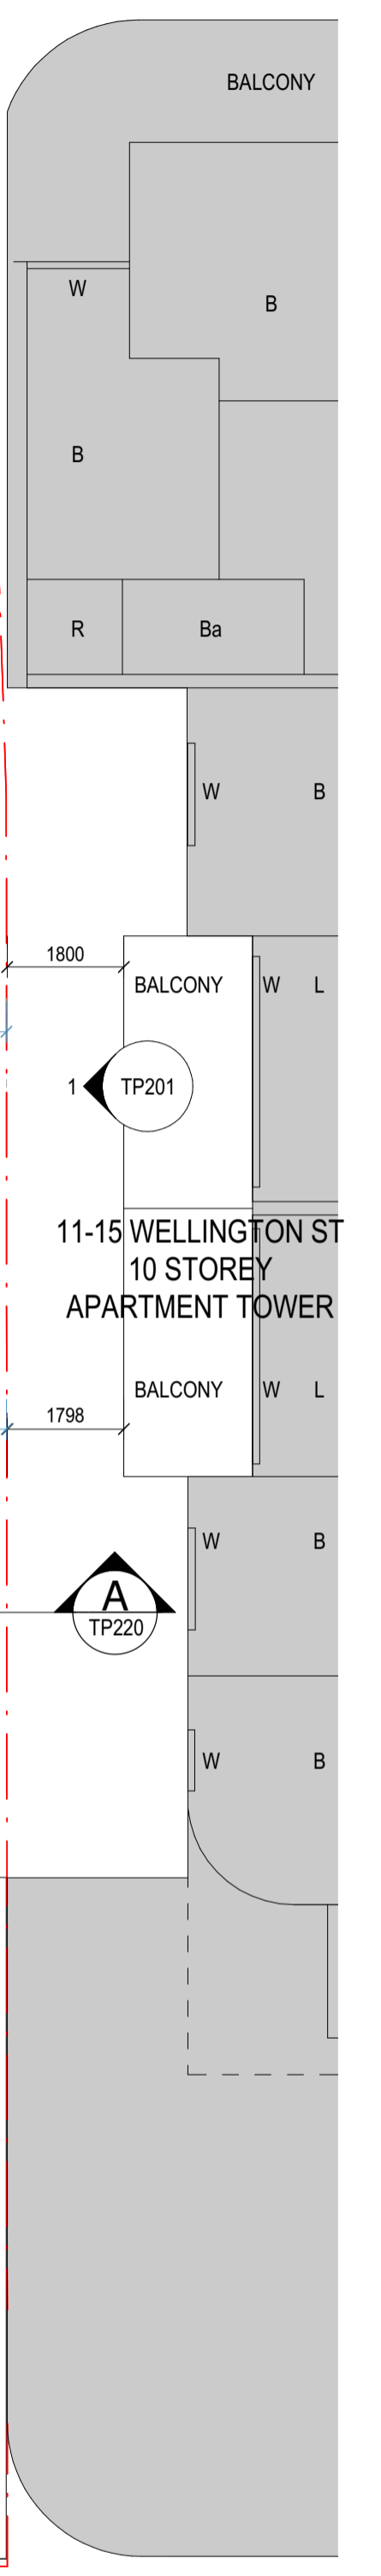 BALCONY
W
B
B
R
Ba
W
B
1800
BALCONY
W
L
1
TP201
11-15 WELLINGTON ST
10 STOREY
APARTMENT TOWER
BALCONY
W
L
1798
W
B
A
TP220
W
B